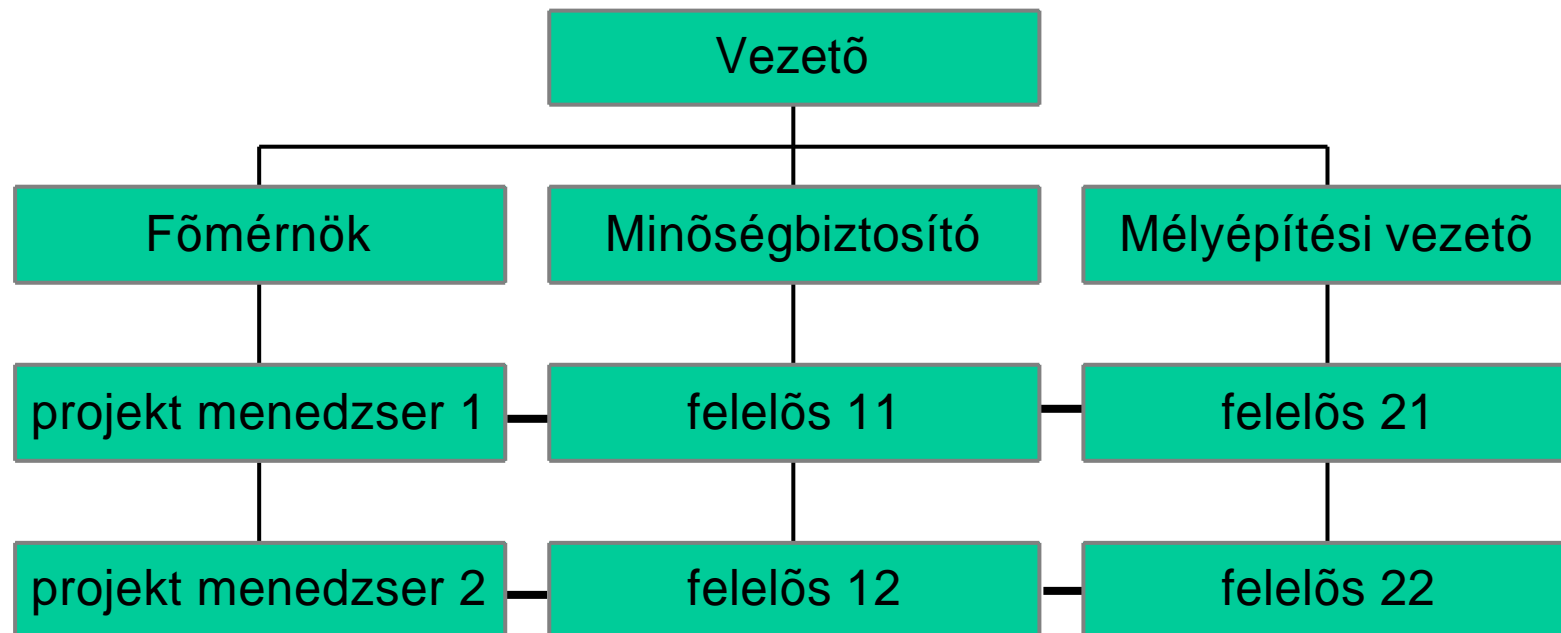 Vezetõ
Fõmérnök
Minõségbiztosító
Mélyépítési vezetõ
projekt menedzser 1
felelõs 11
felelõs 21
projekt menedzser 2
felelõs 12
felelõs 22